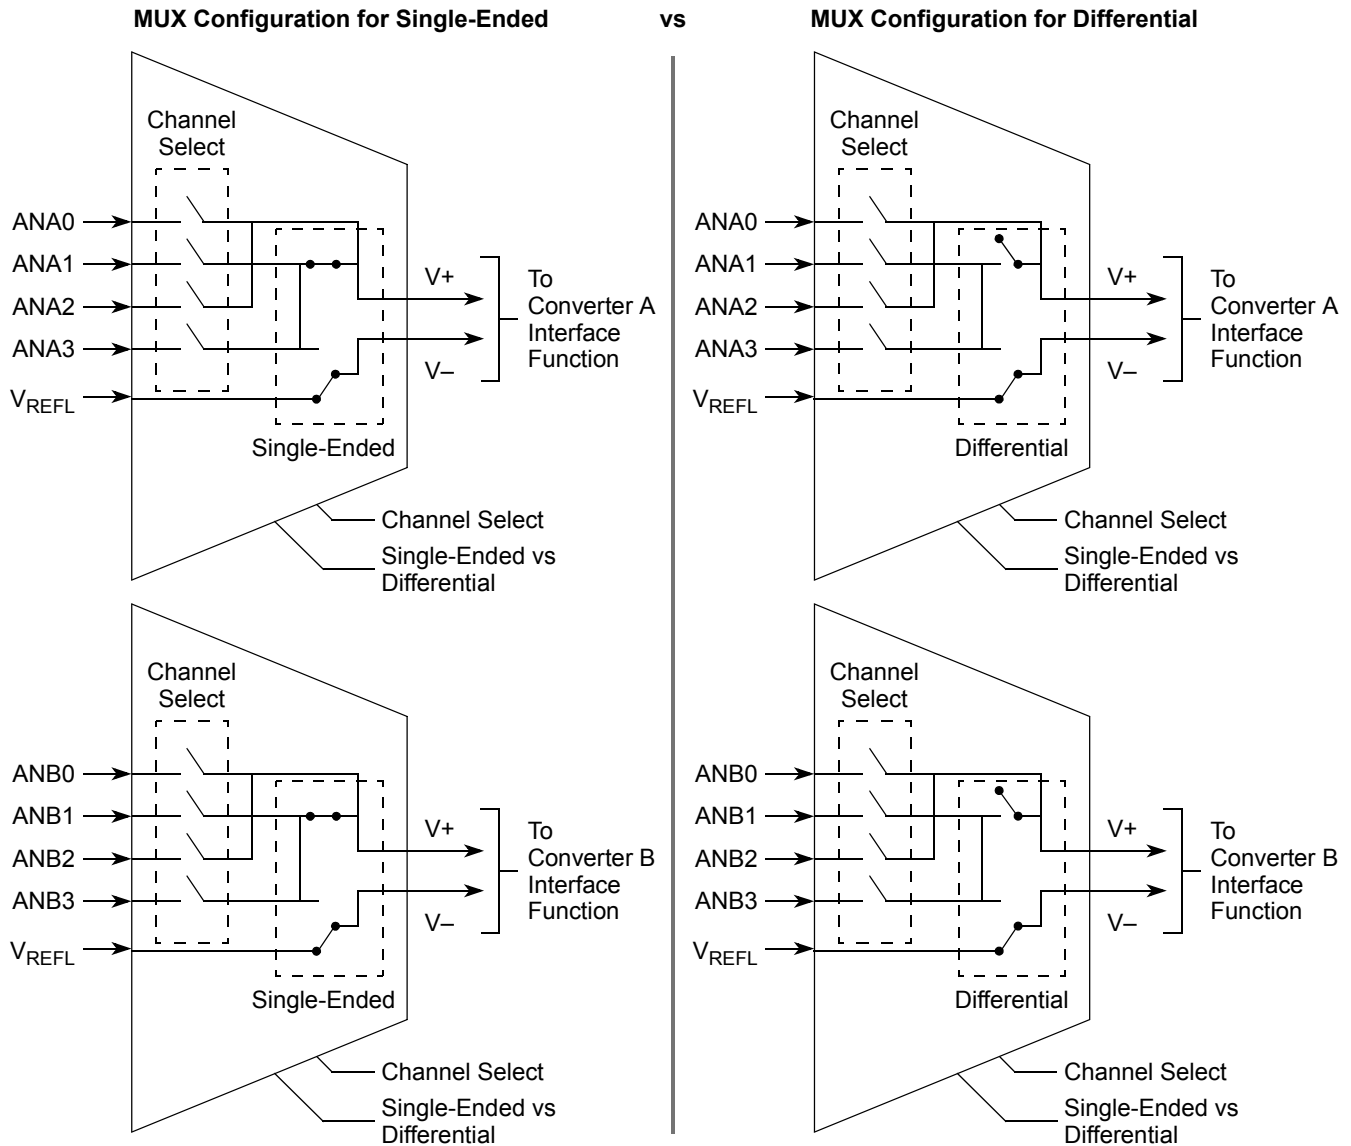 MUX Configuration for Single-Ended vs MUX Configuration for Differential
Channel
Select
ANA0
ANA1
ANA2
ANA3
VREFL
V+
V–
To
Converter A
Interface
Function
Single-Ended
Channel Select
Single-Ended vs
Differential
Channel
Select
ANA0
ANA1
ANA2
ANA3
VREFL
V+
V–
To
Converter A
Interface
Function
Differential
Channel Select
Single-Ended vs
Differential
Channel
Select
ANB0
ANB1
ANB2
ANB3
VREFL
V+
V–
To
Converter B
Interface
Function
Single-Ended
Channel Select
Single-Ended vs
Differential
Channel
Select
ANB0
ANB1
ANB2
ANB3
VREFL
V+
V–
To
Converter B
Interface
Function
Differential
Channel Select
Single-Ended vs
Differential